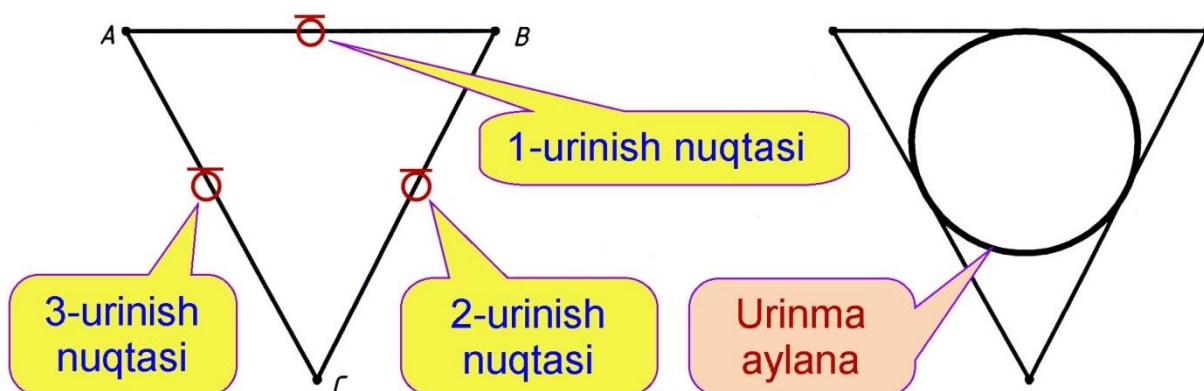 A
B
1-urinish nuqtasi
3-urinish
nuqtasi
2-urinish
nuqtasi
Urinma
aylana
C